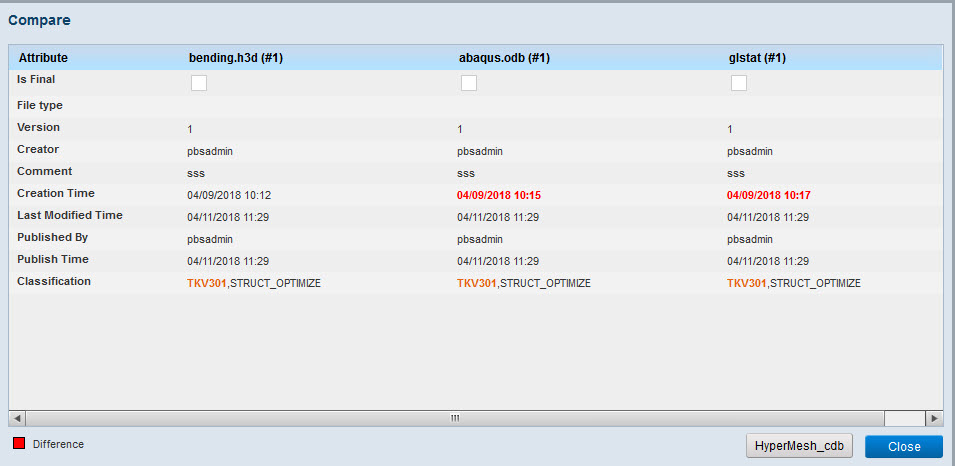 Compare
Attribute bending.h3d (#1) abaqus.odb (#1) glstat (#1)
Is Final
File type
Version 1 1 1
Creator pbsadmin pbsadmin pbsadmin
Comment sss sss sss
Creation Time 04/09/2018 10:12 04/09/2018 10:15 04/09/2018 10:17
Last Modified Time 04/11/2018 11:29 04/11/2018 11:29 04/11/2018 11:29
Published By pbsadmin pbsadmin pbsadmin
Publish Time 04/11/2018 11:29 04/11/2018 11:29 04/11/2018 11:29
Classification TKV301,STRUCT_OPTIMIZE TKV301,STRUCT_OPTIMIZE TKV301,STRUCT_OPTIMIZE
Difference HyperMesh_cdb Close